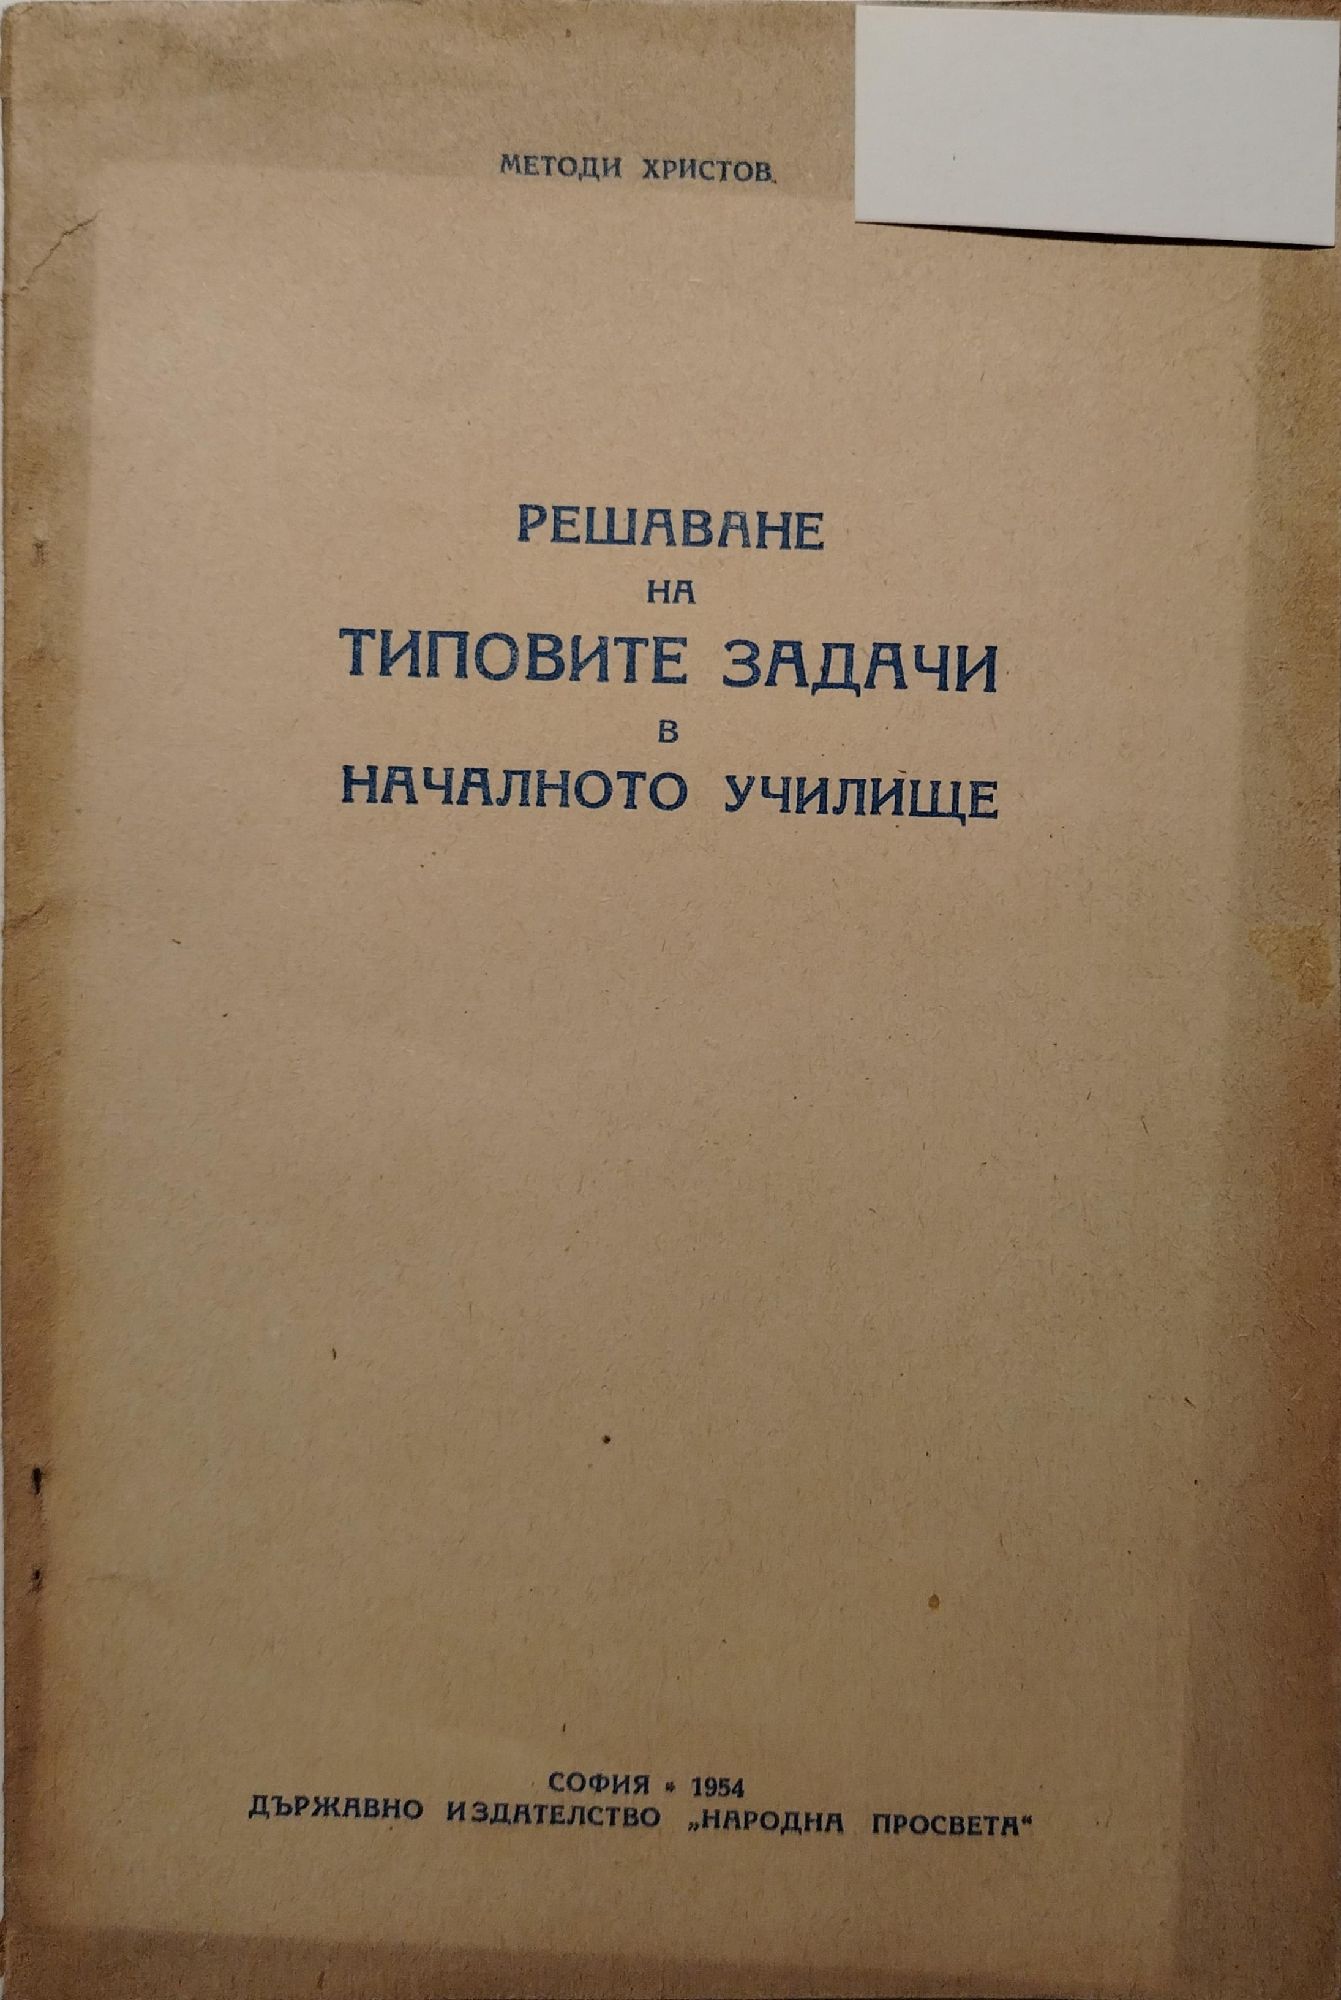 МЕТОДИ ХРИСТОВ
РЕШАВАНЕ
НА
ТИПОВИТЕ ЗАДАЧИ
В
НАЧАЛНОТО УЧИЛИЩЕ
СОФИЯ * 1954
ДЪРЖАВНО ИЗДАТЕЛСТВО „НАРОДНА ПРОСВЕТА“